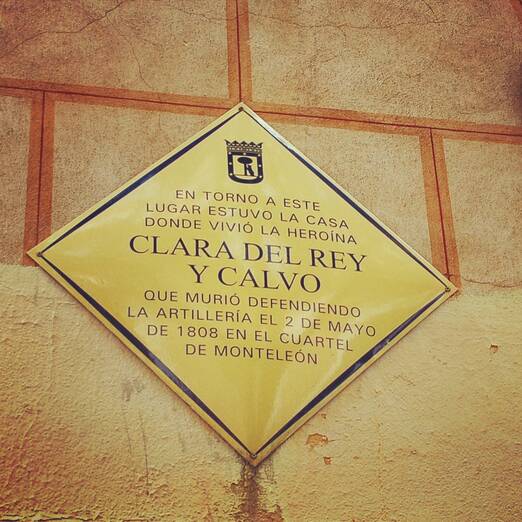 EN TORNO A ESTE
LUGAR ESTUVO LA CASA
DONDE VIVIÓ LA HEROÍNA
CLARA DEL REY
Y CALVO
QUE MURIÓ DEFENDIENDO
LA ARTILLERÍA EL 2 DE MAYO
DE 1808 EN EL CUARTEL
DE MONTELEÓN